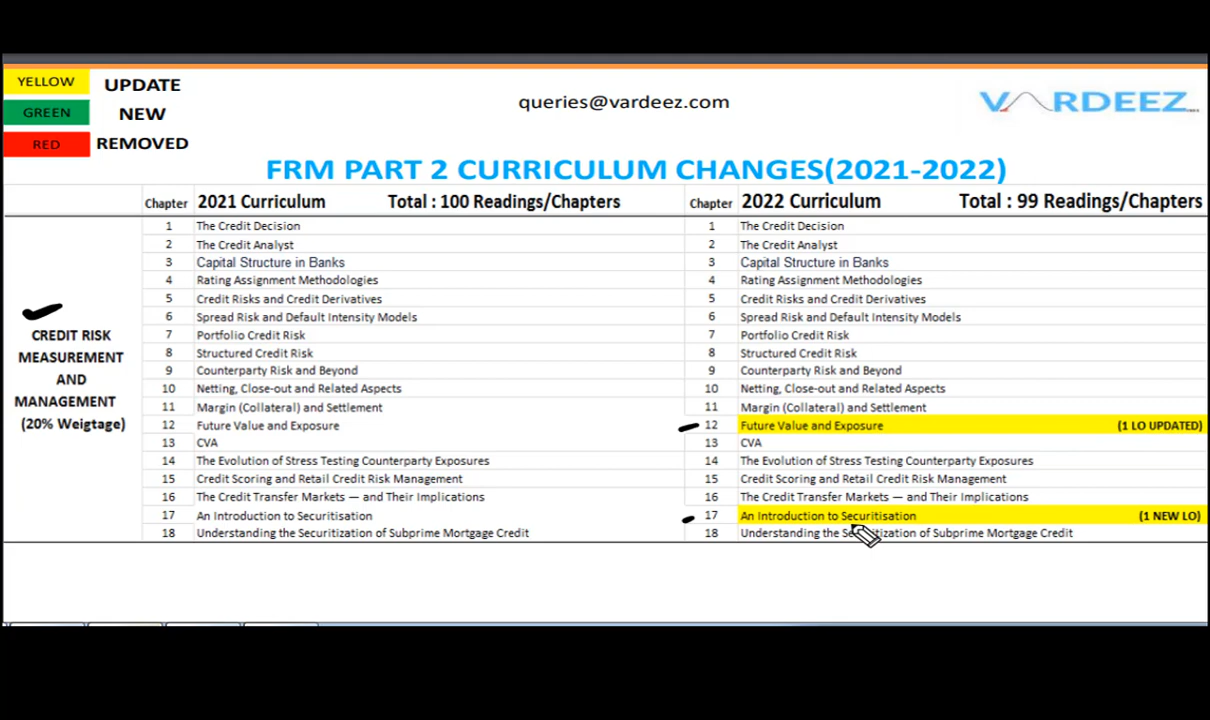 YELLOW UPDATE
GREEN NEW
RED REMOVED
queries@vardeez.com
VARDEEZ
FRM PART 2 CURRICULUM CHANGES(2021-2022)
Chapter 2021 Curriculum Total : 100 Readings/Chapters Chapter 2022 Curriculum Total : 99 Readings/Chapters
CREDIT RISK
MEASUREMENT
AND
MANAGEMENT
(20% Weigtage)
1 The Credit Decision 1 The Credit Decision
2 The Credit Analyst 2 The Credit Analyst
3 Capital Structure in Banks 3 Capital Structure in Banks
4 Rating Assignment Methodologies 4 Rating Assignment Methodologies
5 Credit Risks and Credit Derivatives 5 Credit Risks and Credit Derivatives
6 Spread Risk and Default Intensity Models 6 Spread Risk and Default Intensity Models
7 Portfolio Credit Risk 7 Portfolio Credit Risk
8 Structured Credit Risk 8 Structured Credit Risk
9 Counterparty Risk and Beyond 9 Counterparty Risk and Beyond
10 Netting, Close-out and Related Aspects 10 Netting, Close-out and Related Aspects
11 Margin (Collateral) and Settlement 11 Margin (Collateral) and Settlement
12 Future Value and Exposure 12 Future Value and Exposure (1 LO UPDATED)
13 CVA 13 CVA
14 The Evolution of Stress Testing Counterparty Exposures 14 The Evolution of Stress Testing Counterparty Exposures
15 Credit Scoring and Retail Credit Risk Management 15 Credit Scoring and Retail Credit Risk Management
16 The Credit Transfer Markets — and Their Implications 16 The Credit Transfer Markets — and Their Implications
17 An Introduction to Securitisation 17 An Introduction to Securitisation (1 NEW LO)
18 Understanding the Securitization of Subprime Mortgage Credit 18 Understanding the Securitization of Subprime Mortgage Credit